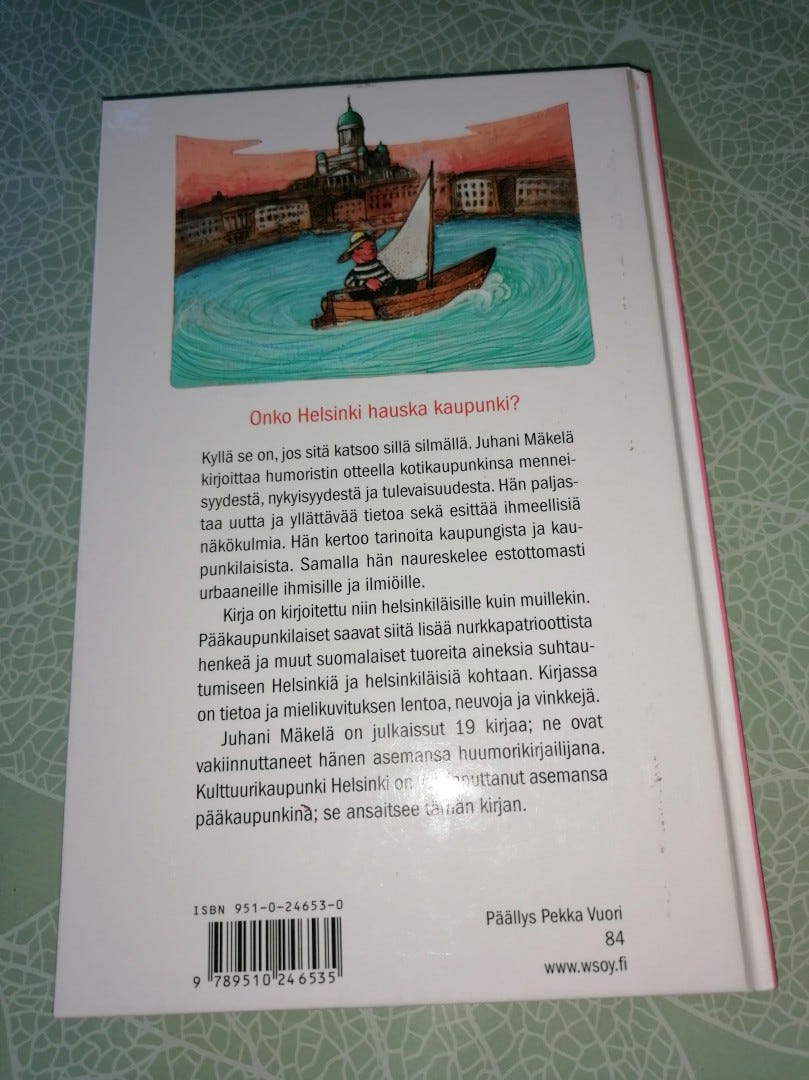 Onko Helsinki hauska kaupunki?
Kyllä se on, jos sitä katsoo sillä silmällä. Juhani Mäkelä
kirjoittaa humoristin otteella kotikaupunkinsa mennei-
syydestä, nykyisyydestä ja tulevaisuudesta. Hän paljas-
taa uutta ja yllättävää tietoa sekä esittää ihmeellisiä
näkökulmia. Hän kertoo tarinoita kaupungista ja kau-
punkilaisista. Samalla hän naureskelee estottomasti
urbaaneille ihmisille ja ilmiöille.
Kirja on kirjoitettu niin helsinkiläisille kuin muillekin.
Pääkaupunkilaiset saavat siitä lisää nurkkapatrioottista
henkeä ja muut suomalaiset tuoreita aineksia suhtau-
tumiseen Helsinkiä ja helsinkiläisiä kohtaan. Kirjassa
on tietoa ja mielikuvituksen lentoa, neuvoja ja vinkkejä.
Juhani Mäkelä on julkaissut 19 kirjaa; ne ovat
vakiinnuttaneet hänen asemansa huumorikirjailijana.
Kulttuurikaupunki Helsinki on asemansa
pääkaupunkina; se ansaitsee tämän kirjan.
ISBN 951-0-24653-0
9 789510 246535
Päällys Pekka Vuori
84
www.wsoy.fi